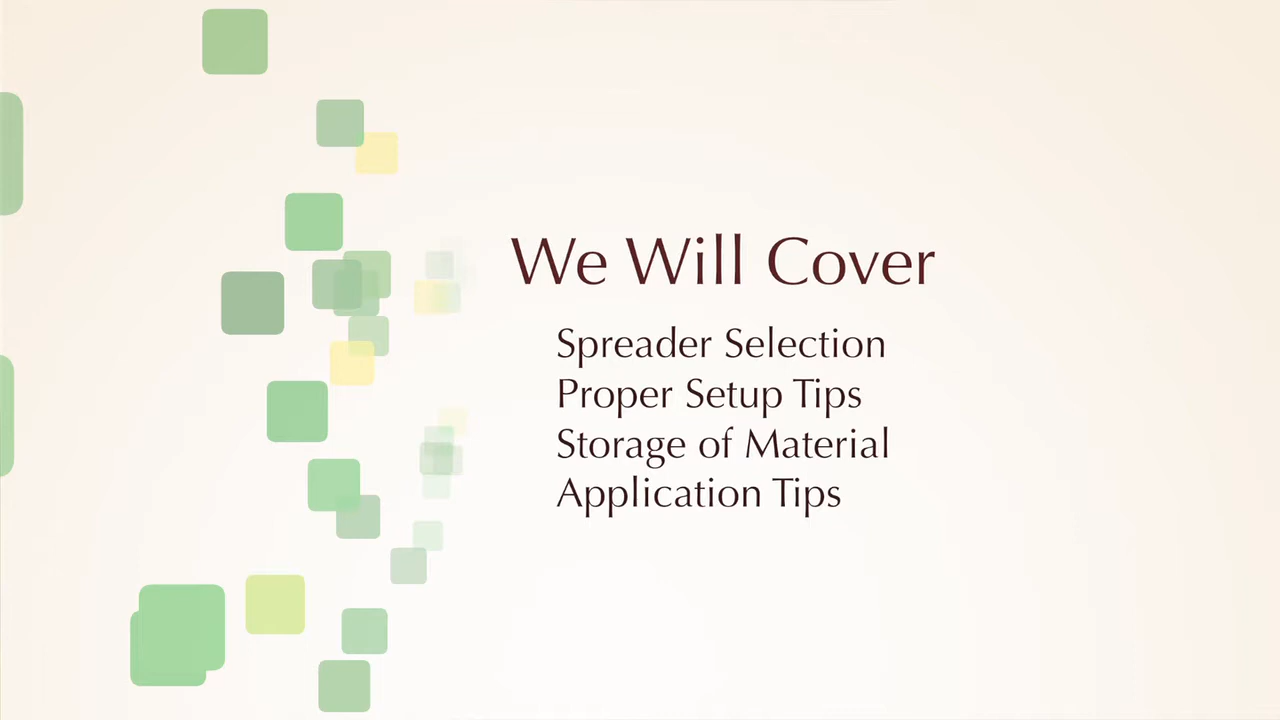 We Will Cover
Spreader Selection
Proper Setup Tips
Storage of Material
Application Tips